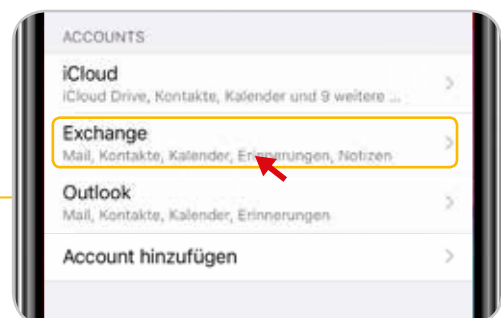 ACCOUNTS
iCloud
iCloud Drive, Kontakte, Kalender und 9 weitere ...
Exchange
Mail, Kontakte, Kalender, Erinnerungen, Notizen
Outlook
Mail, Kontakte, Kalender, Erinnerungen
Account hinzufügen